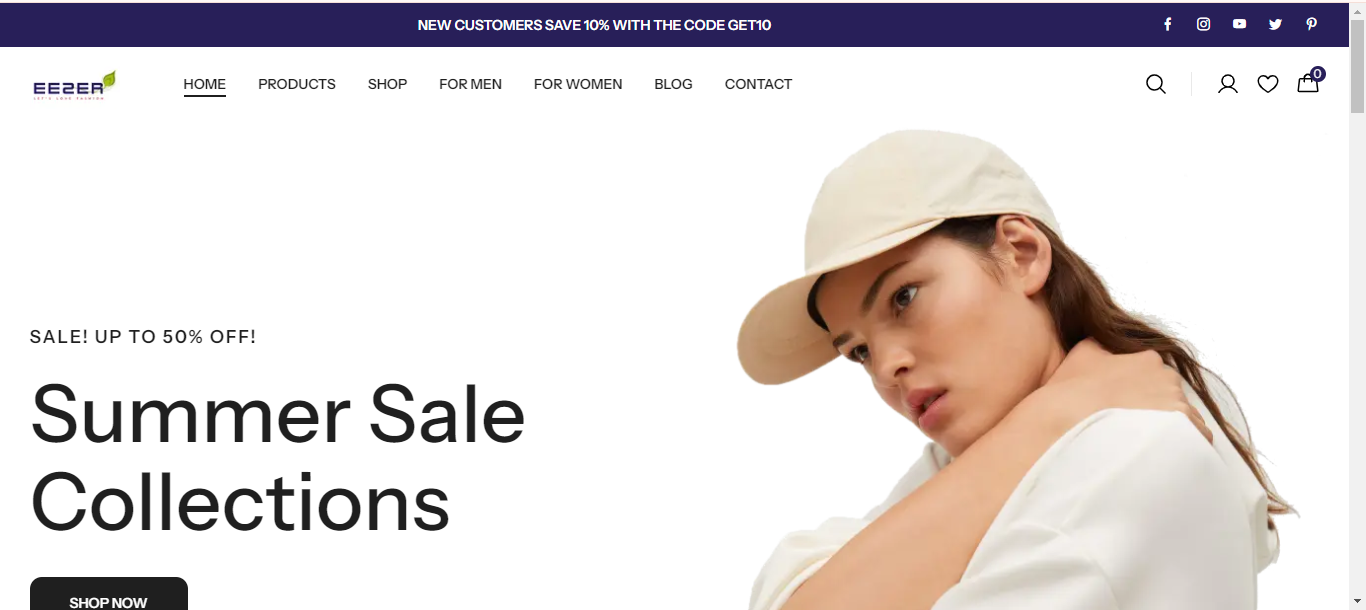 NEW CUSTOMERS SAVE 10% WITH THE CODE GET10
EEZER
LET'S LOVE FASHION
HOME PRODUCTS SHOP FOR MEN FOR WOMEN BLOG CONTACT
0
SALE! UP TO 50% OFF!
Summer Sale
Collections
SHOP NOW